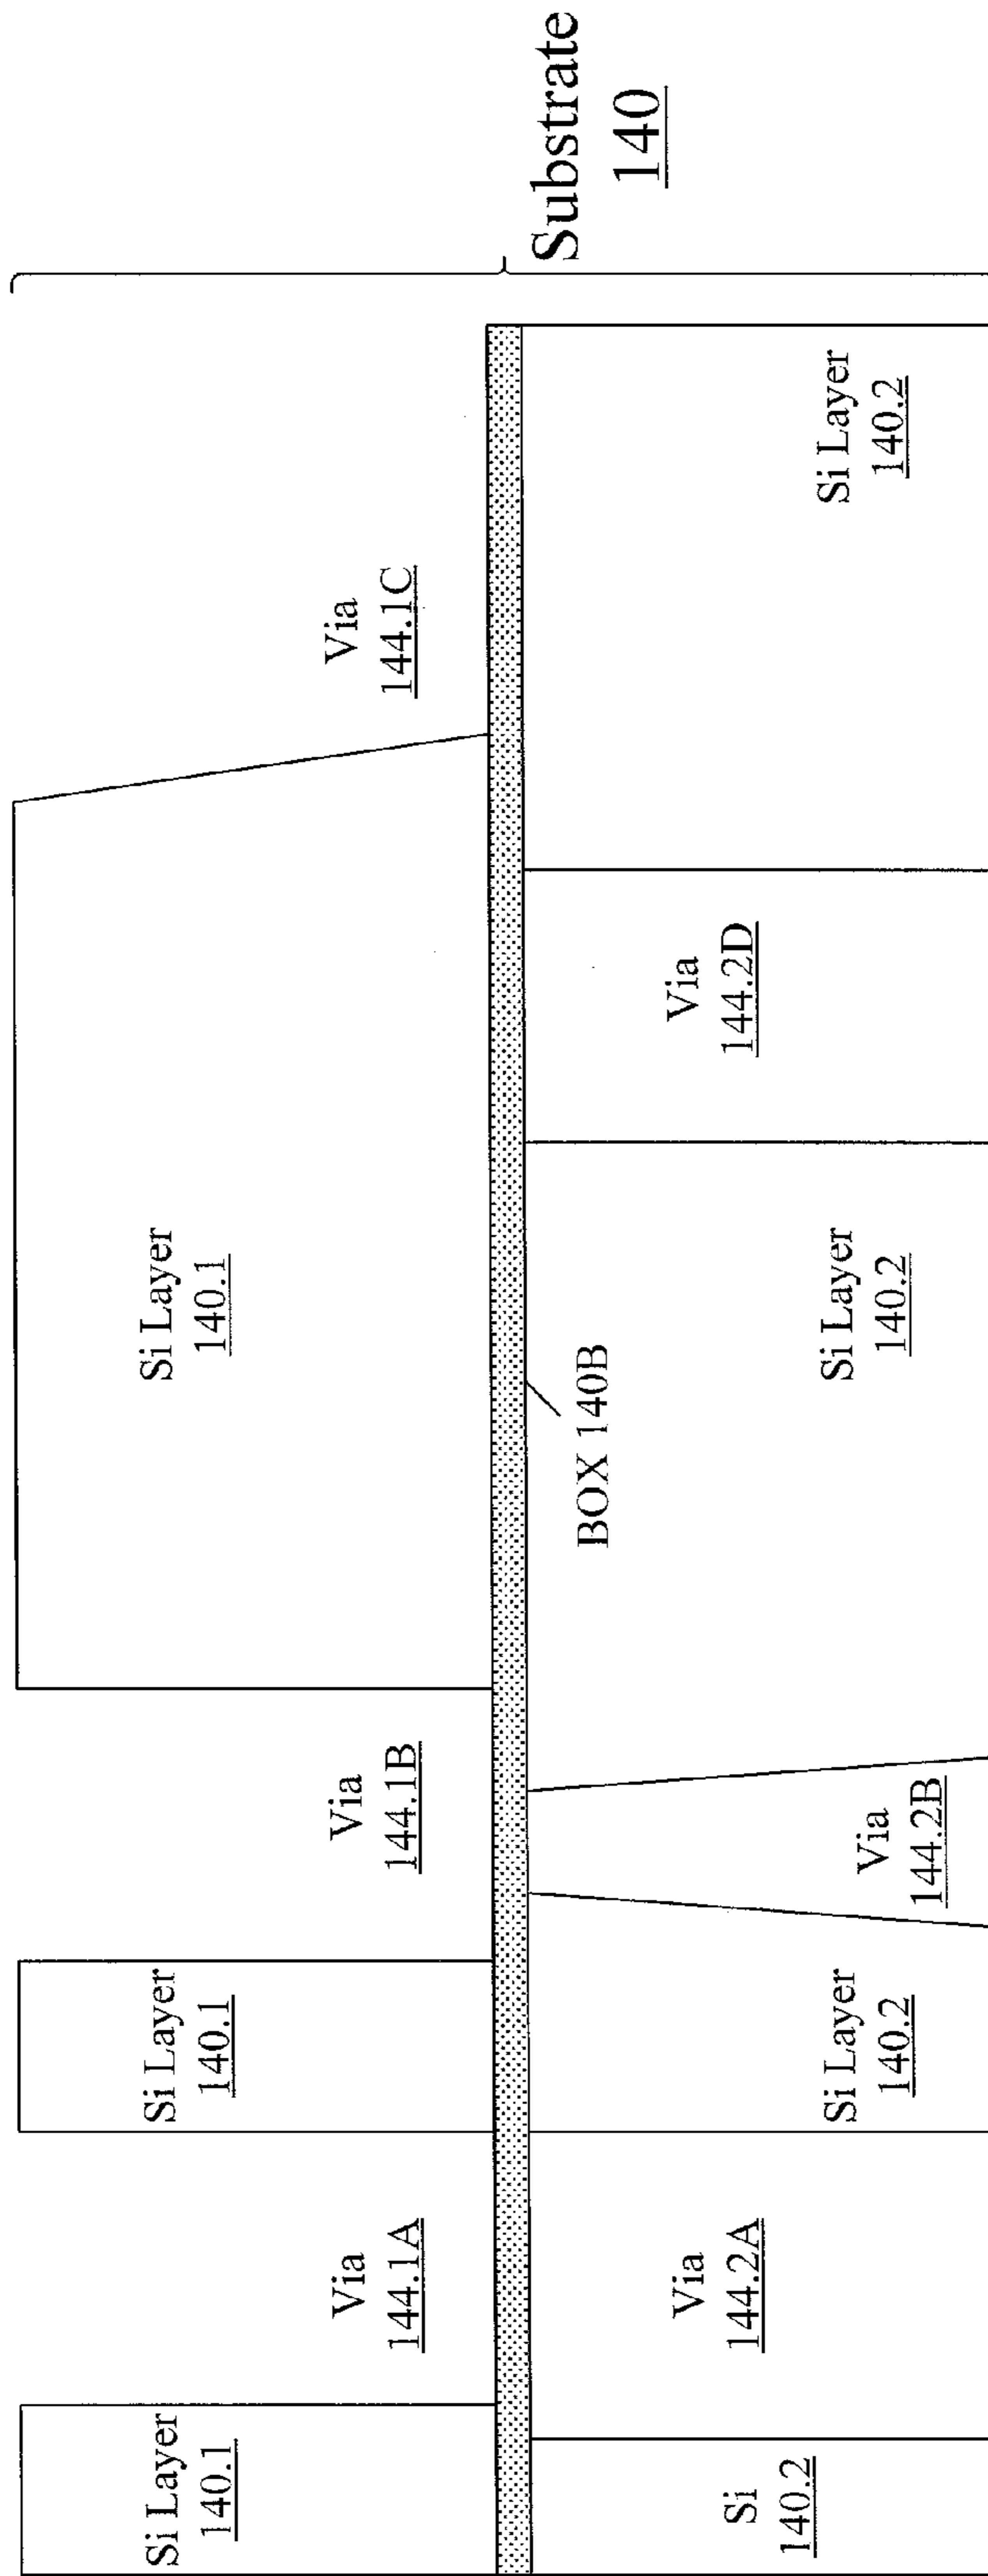 Si Layer
140.1
Via
144.1A
Si Layer
140.1
Via
144.1B
Si Layer
140.1
Via
144.1C
Substrate
140
BOX 140B
Si
140.2
Via
144.2A
Si Layer
140.2
Via
144.2B
Si Layer
140.2
Via
144.2D
Si Layer
140.2